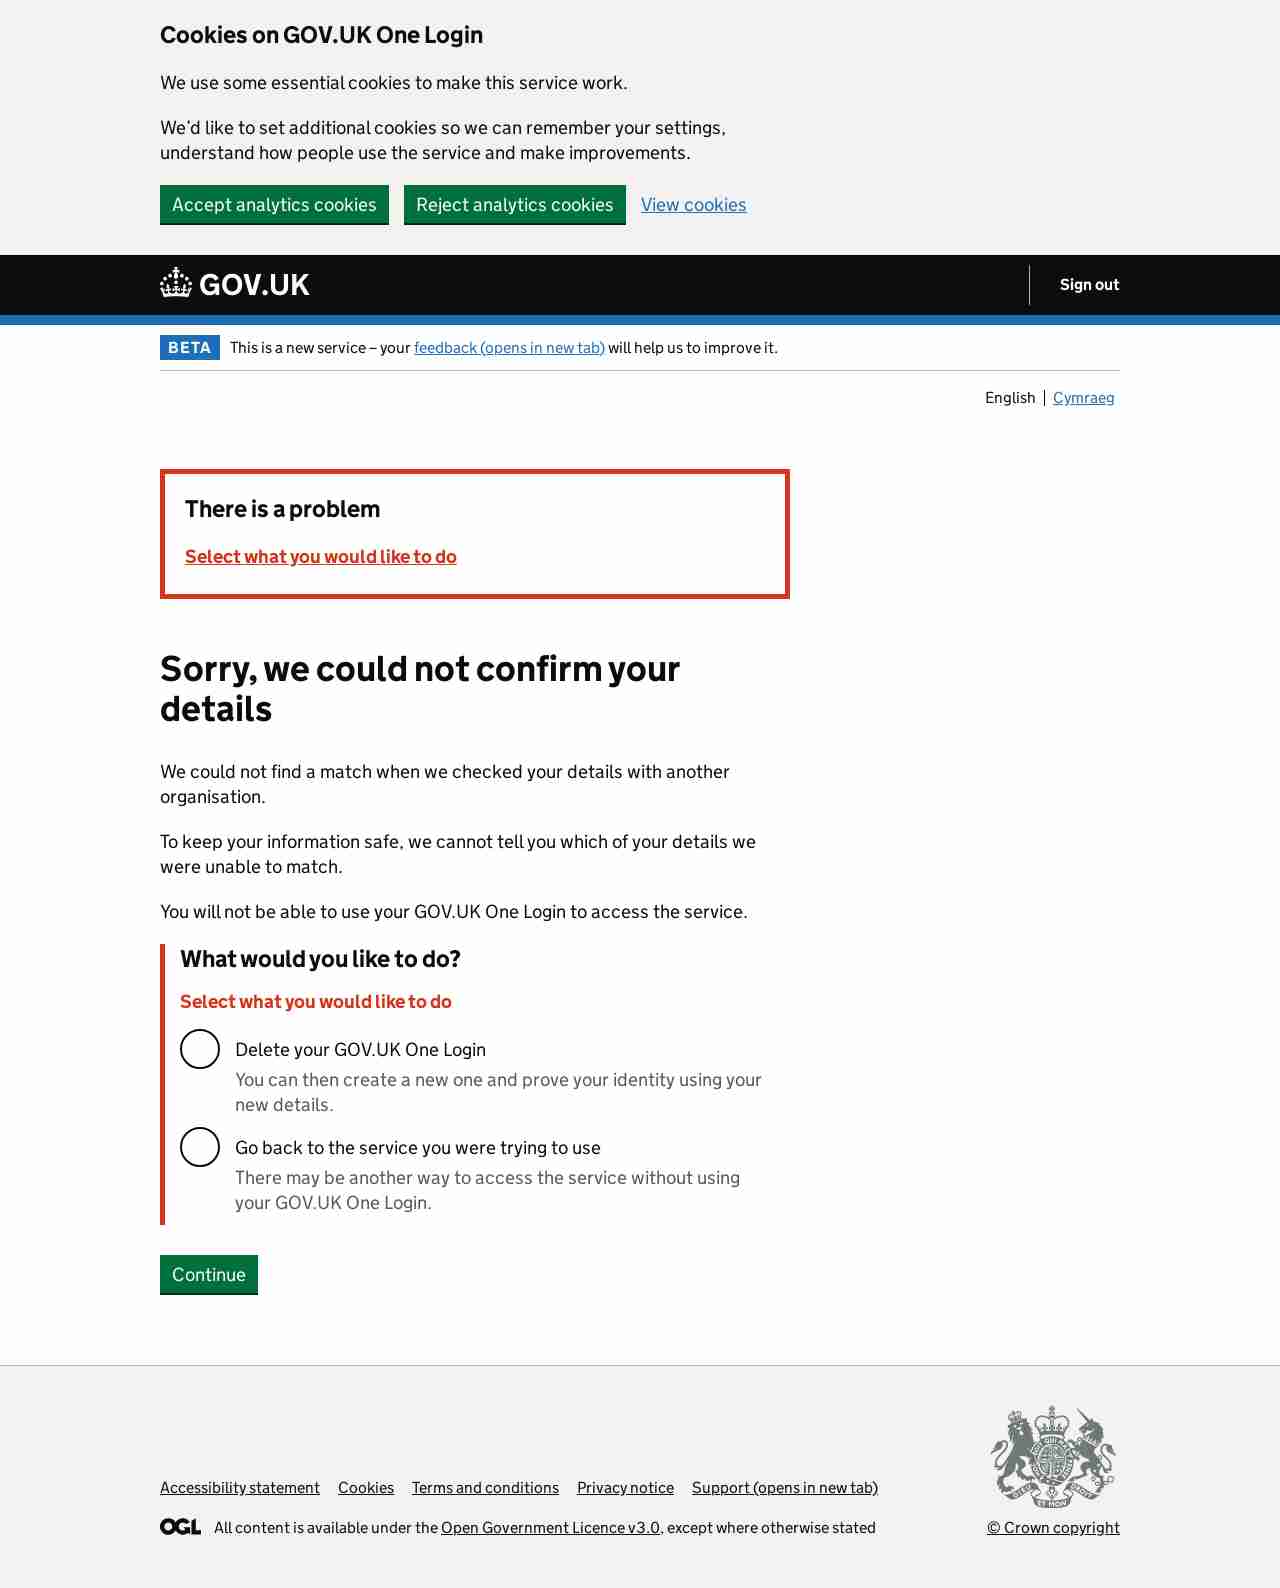 Cookies on GOV.UK One Login
We use some essential cookies to make this service work.
We’d like to set additional cookies so we can remember your settings,
understand how people use the service and make improvements.
Accept analytics cookies
Reject analytics cookies
View cookies
GOV.UK
Sign out
BETA
This is a new service – your feedback (opens in new tab) will help us to improve it.
English
Cymraeg
There is a problem
Select what you would like to do
Sorry, we could not confirm your
details
We could not find a match when we checked your details with another
organisation.
To keep your information safe, we cannot tell you which of your details we
were unable to match.
You will not be able to use your GOV.UK One Login to access the service.
What would you like to do?
Select what you would like to do
Delete your GOV.UK One Login
You can then create a new one and prove your identity using your
new details.
Go back to the service you were trying to use
There may be another way to access the service without using
your GOV.UK One Login.
Continue
Accessibility statement
Cookies
Terms and conditions
Privacy notice
Support (opens in new tab)
OGL
All content is available under the Open Government Licence v3.0, except where otherwise stated
© Crown copyright